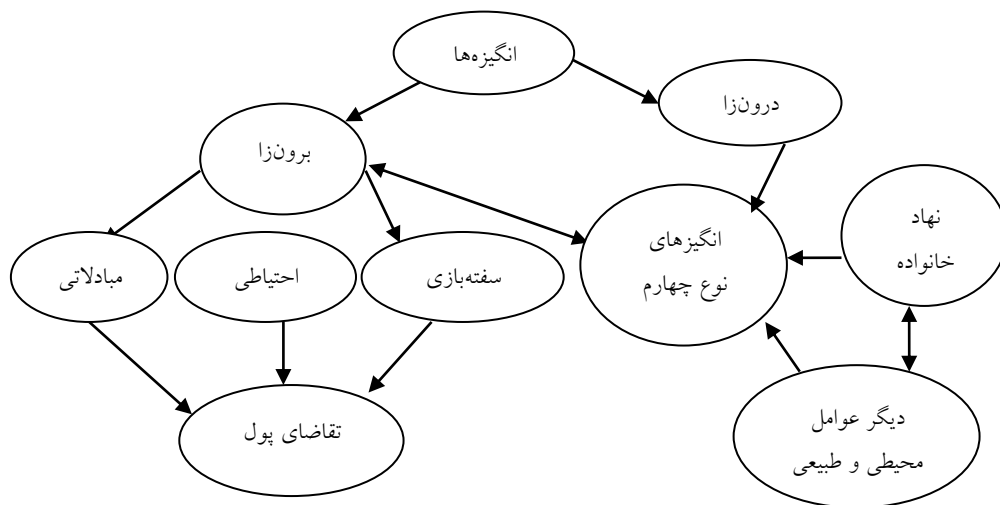 انگیزه‌ها
درون‌زا
برون‌زا
نهاد
خانواده
انگیزهای
نوع چهارم
سفته‌بازی
احتیاطی
مبادلاتی
دیگر عوامل
محیطی و طبیعی
تقاضای پول